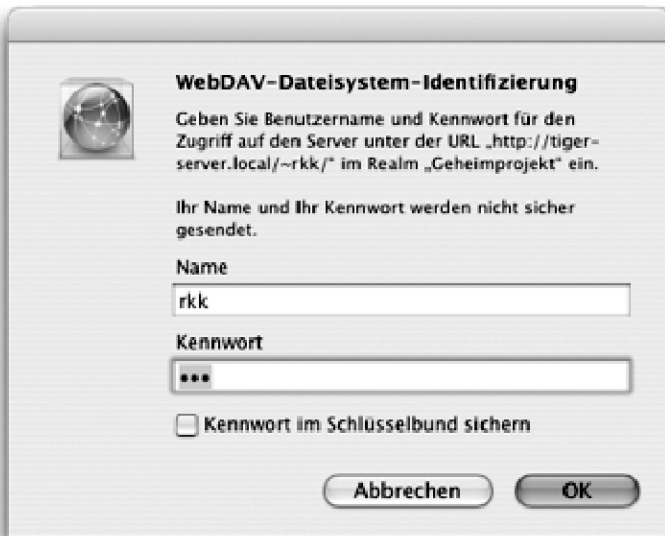 WebDAV-Dateisystem-Identifizierung
Geben Sie Benutzername und Kennwort für den
Zugriff auf den Server unter der URL „http://tiger-
server.local/~rkk/“ im Realm „Geheimprojekt“ ein.
Ihr Name und Ihr Kennwort werden nicht sicher
gesendet.
Name
rkk
Kennwort
•••
Kennwort im Schlüsselbund sichern
Abbrechen OK